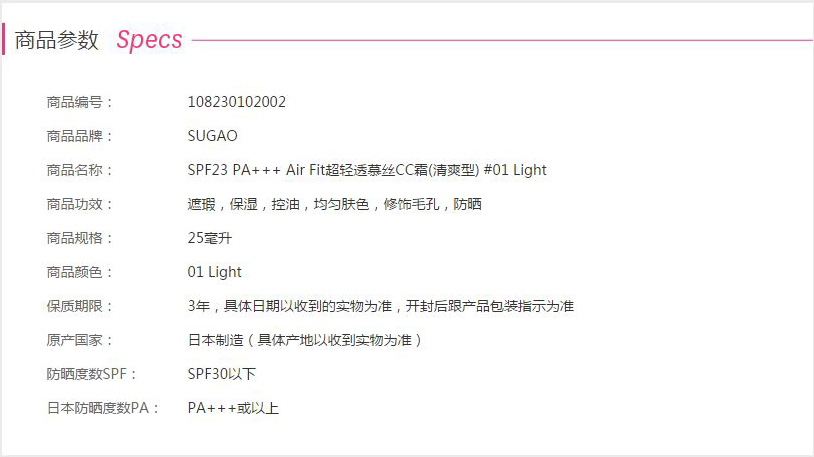 商品参数 Specs
商品编号： 108230102002
商品品牌： SUGAO
商品名称： SPF23 PA+++ Air Fit超轻透慕丝CC霜(清爽型) #01 Light
商品功效： 遮瑕，保湿，控油，均匀肤色，修饰毛孔，防晒
商品规格： 25毫升
商品颜色： 01 Light
保质期限： 3年，具体日期以收到的实物为准，开封后跟产品包装指示为准
原产国家： 日本制造（具体产地以收到实物为准）
防晒度数SPF： SPF30以下
日本防晒度数PA： PA+++或以上